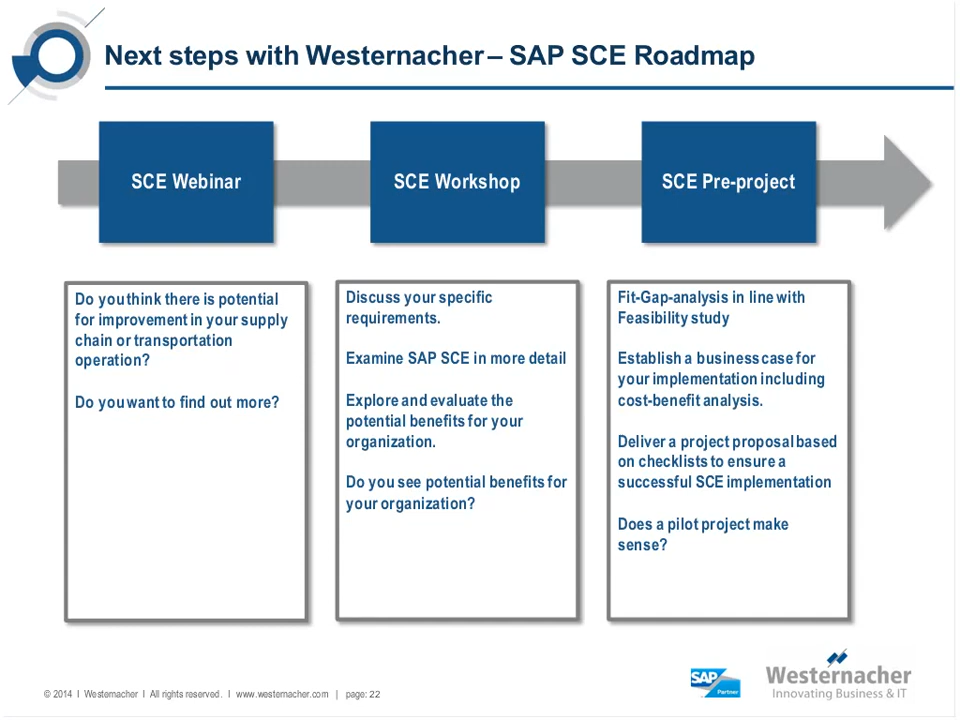 Next steps with Westernacher – SAP SCE Roadmap
SCE Webinar
SCE Workshop
SCE Pre-project
Do you think there is potential
for improvement in your supply
chain or transportation
operation?
Do you want to find out more?
Discuss your specific
requirements.
Examine SAP SCE in more detail
Explore and evaluate the
potential benefits for your
organization.
Do you see potential benefits for
your organization?
Fit-Gap-analysis in line with
Feasibility study
Establish a business case for
your implementation including
cost-benefit analysis.
Deliver a project proposal based
on checklists to ensure a
successful SCE implementation
Does a pilot project make
sense?
© 2014 I Westernacher I All rights reserved. I www.westernacher.com | page: 22
SAP Partner
Westernacher
Innovating Business & IT